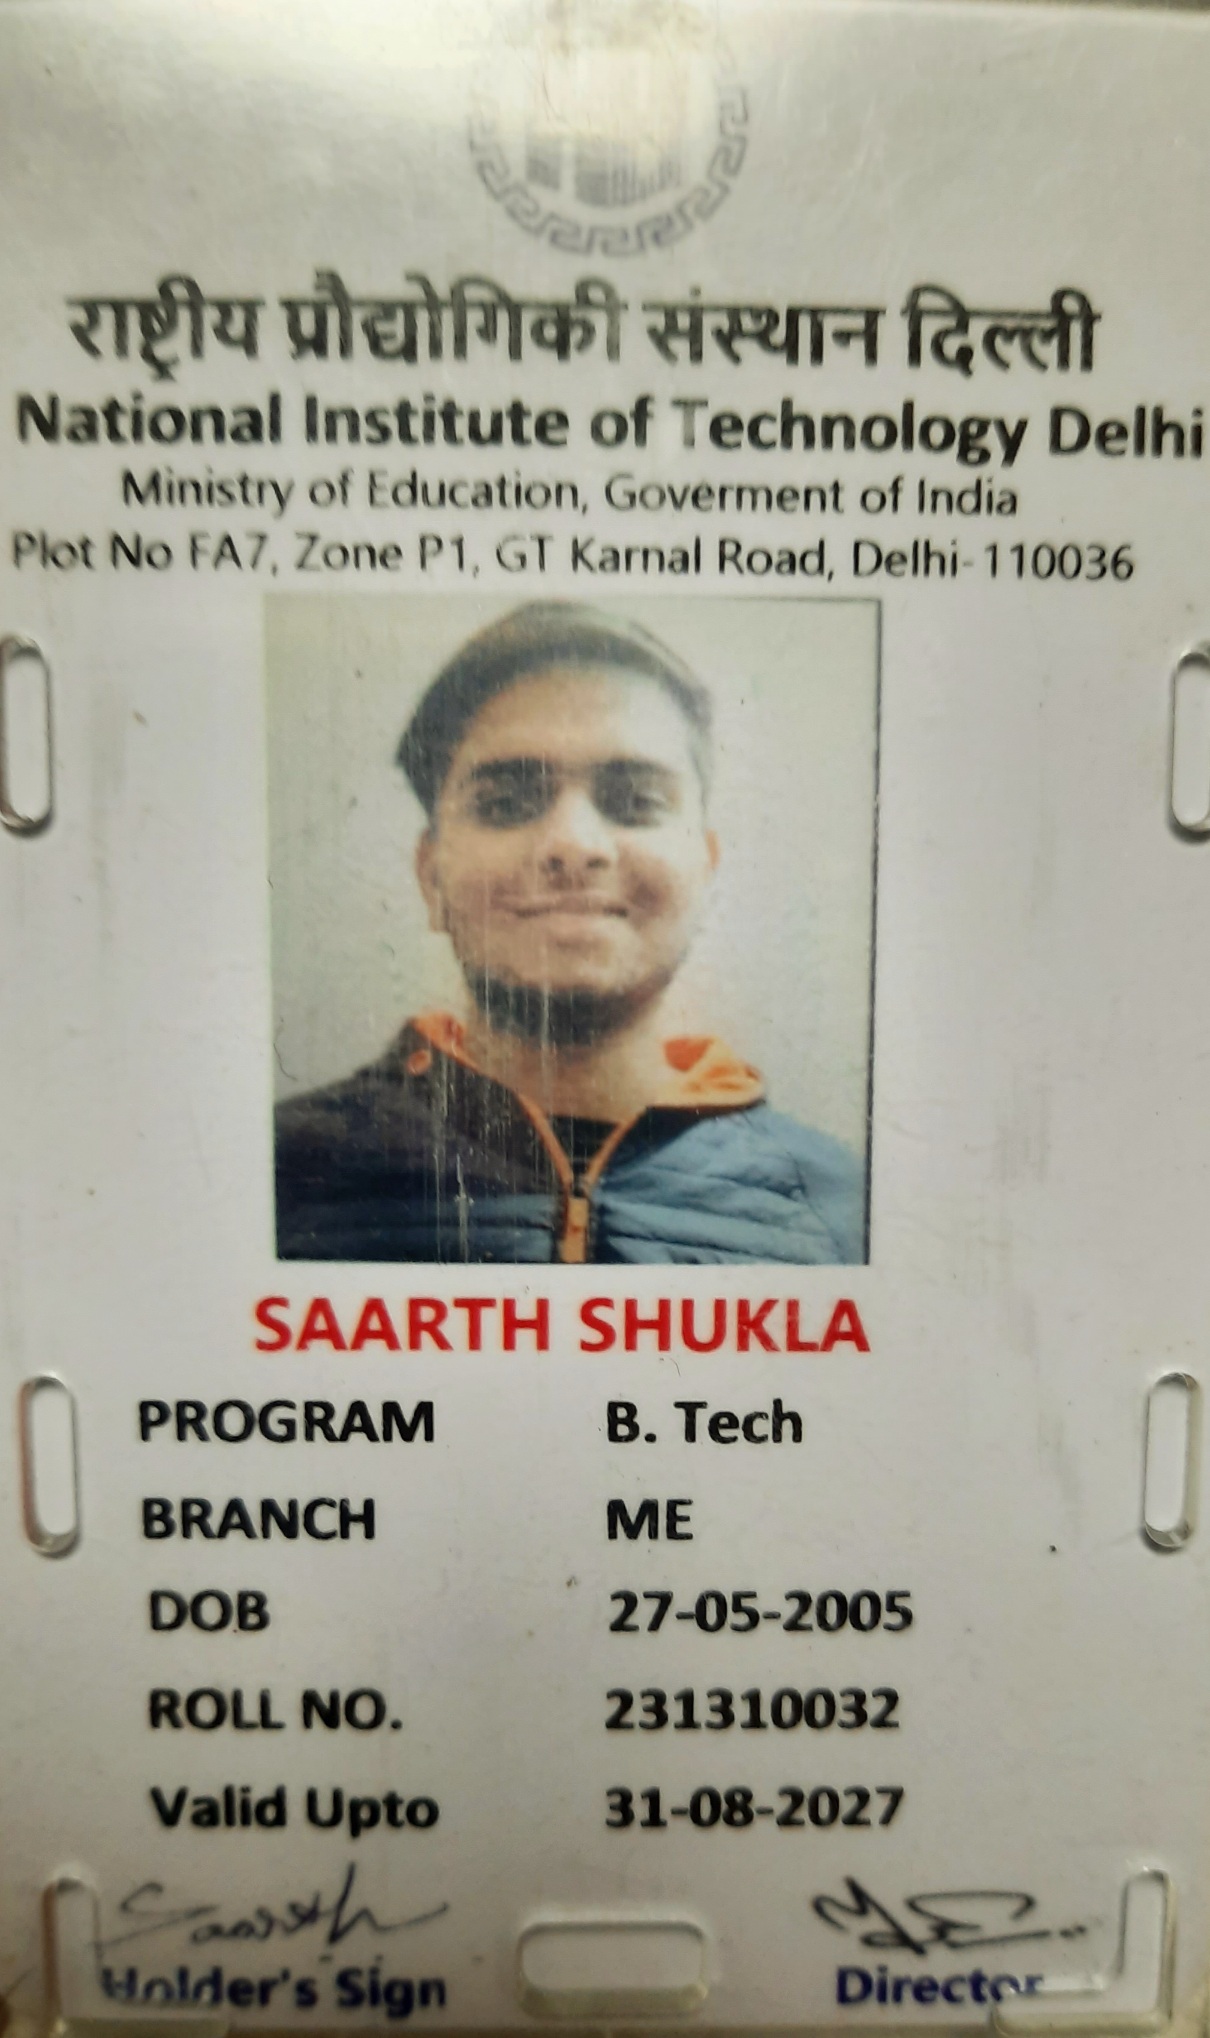 राष्ट्रीय प्रौद्योगिकी संस्थान दिल्ली
National Institute of Technology Delhi
Ministry of Education, Goverment of India
Plot No FA7, Zone P1, GT Karnal Road, Delhi-110036
SAARTH SHUKLA
PROGRAM B. Tech
BRANCH ME
DOB 27-05-2005
ROLL NO. 231310032
Valid Upto 31-08-2027
Saarth
Holder's Sign Director